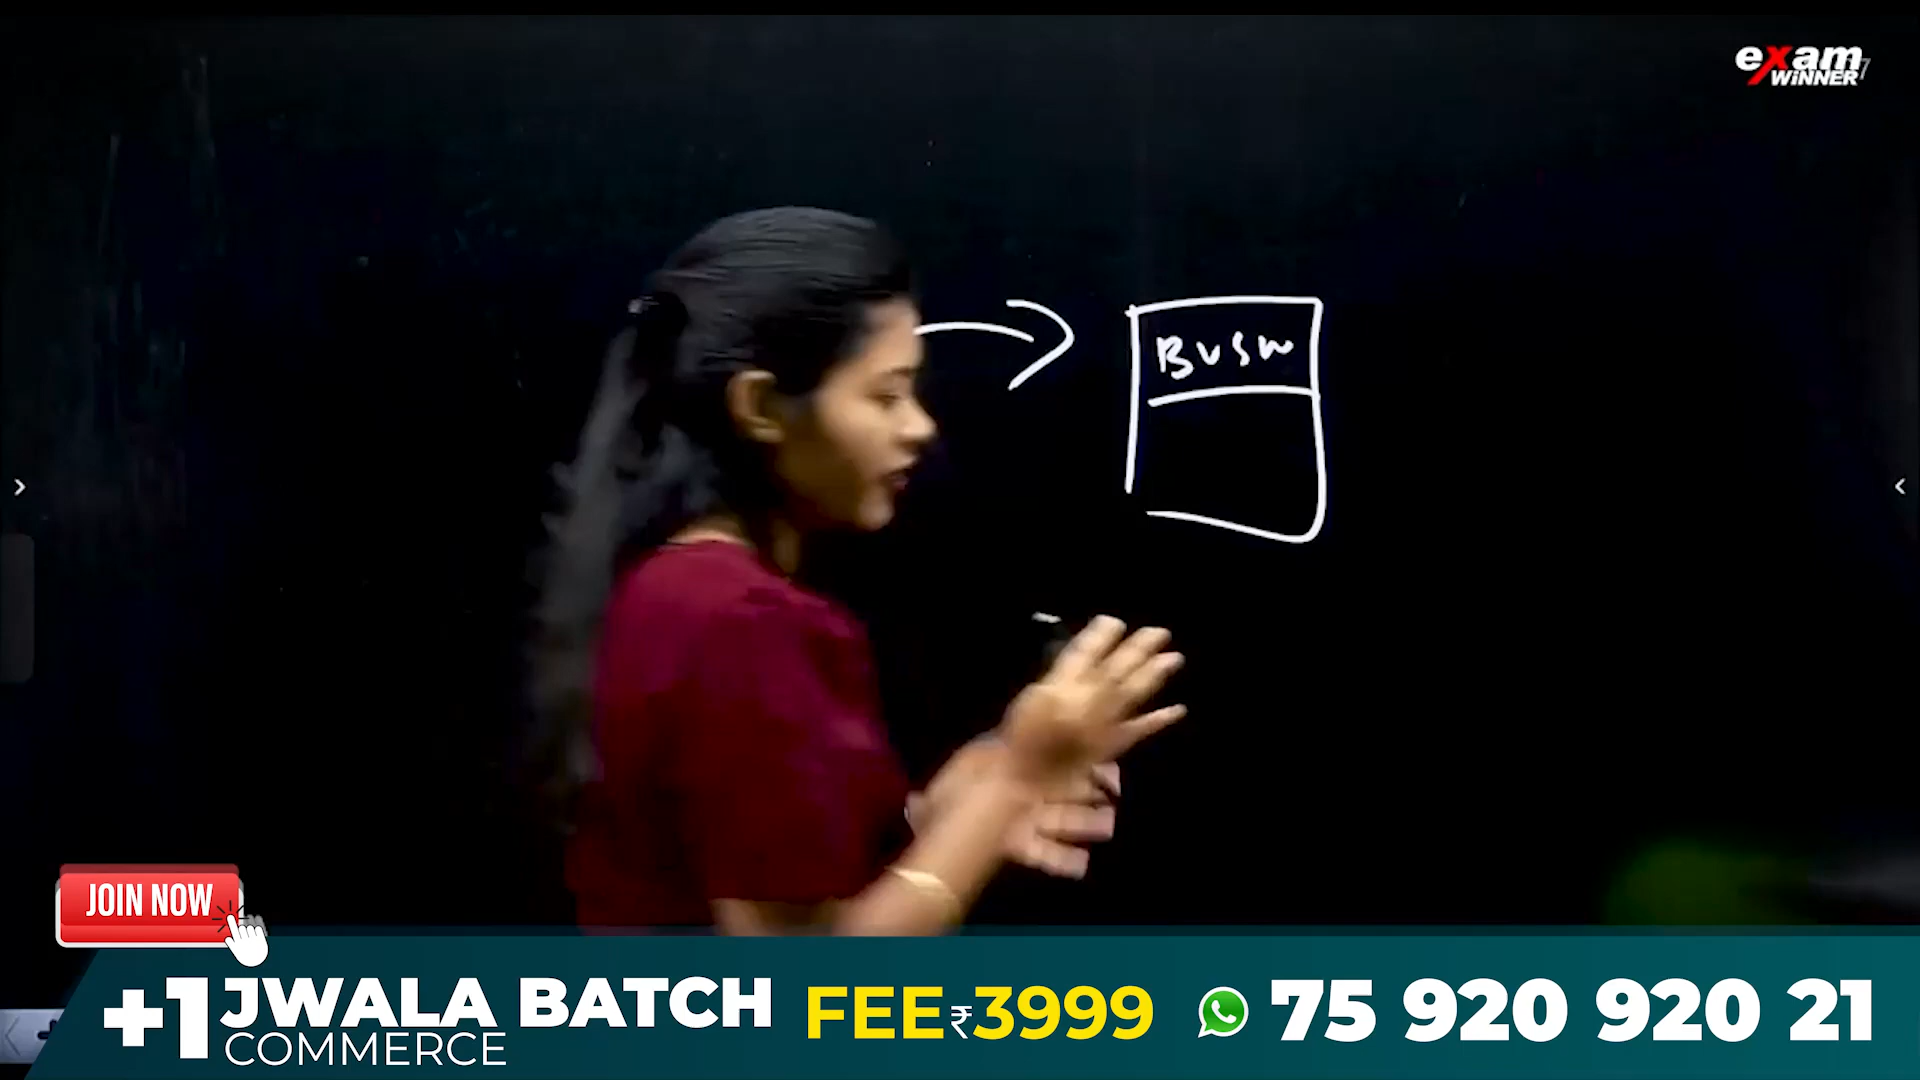 exam
WINNER
BUSN
JOIN NOW
+1 JWALA BATCH
COMMERCE
FEE ₹3999
75 920 920 21